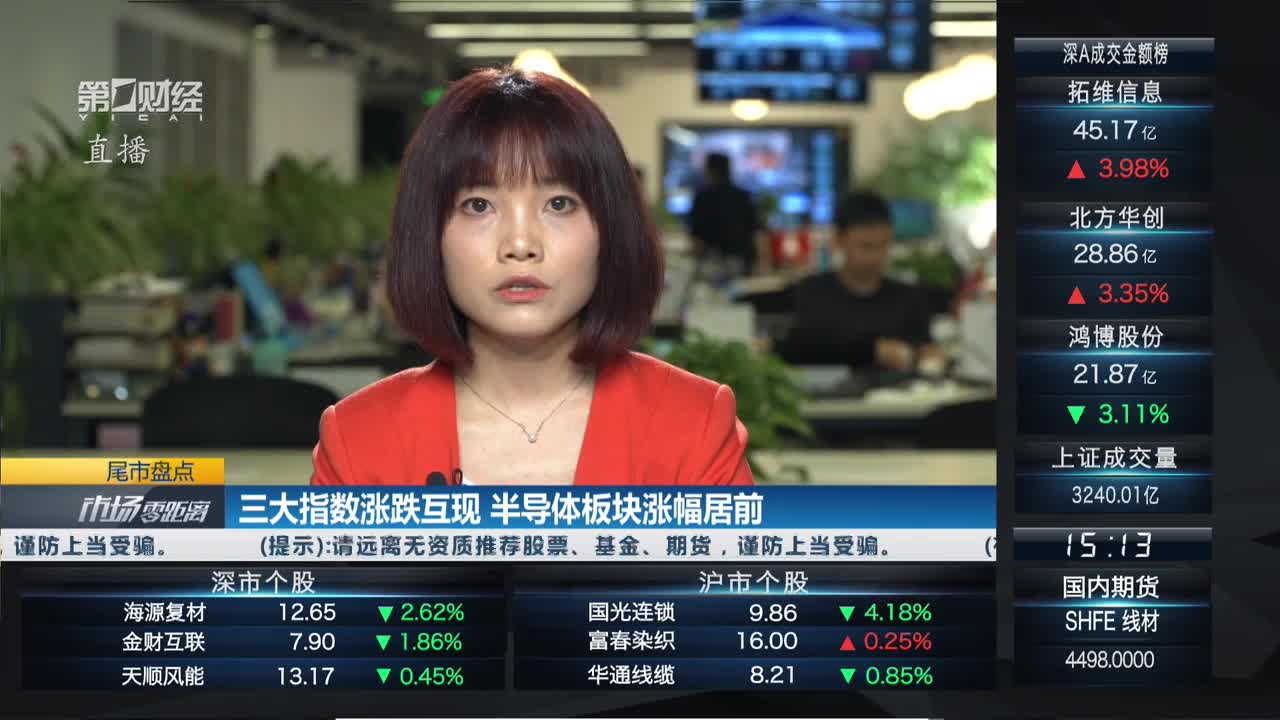 第一财经
YICAI
直播
尾市盘点
市场零距离
三大指数涨跌互现 半导体板块涨幅居前
，谨防上当受骗。 (提示):请远离无资质推荐股票、基金、期货，谨防上当受骗。 (
深市个股
海源复材 12.65 ▼2.62%
金财互联 7.90 ▼1.86%
天顺风能 13.17 ▼0.45%
沪市个股
国光连锁 9.86 ▼4.18%
富春染织 16.00 ▲0.25%
华通线缆 8.21 ▼0.85%
深A成交金额榜
拓维信息
45.17亿
▲ 3.98%
北方华创
28.86亿
▲ 3.35%
鸿博股份
21.87亿
▼ 3.11%
上证成交量
3240.01亿
15:13
国内期货
SHFE 线材
4498.0000